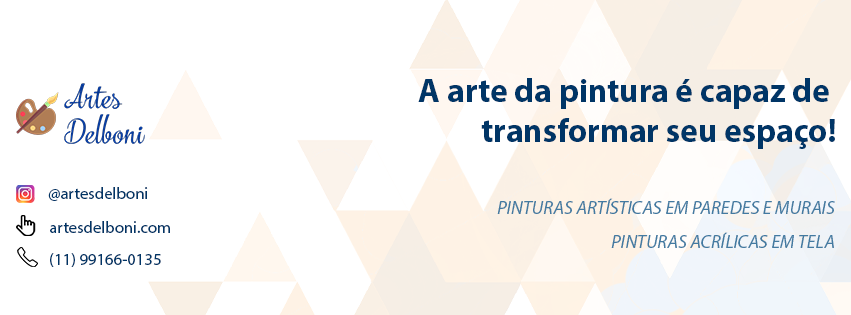 Artes
Delboni
@artesdelboni
artesdelboni.com
(11) 99166-0135
A arte da pintura é capaz de
transformar seu espaço!
PINTURAS ARTÍSTICAS EM PAREDES E MURAIS
PINTURAS ACRÍLICAS EM TELA